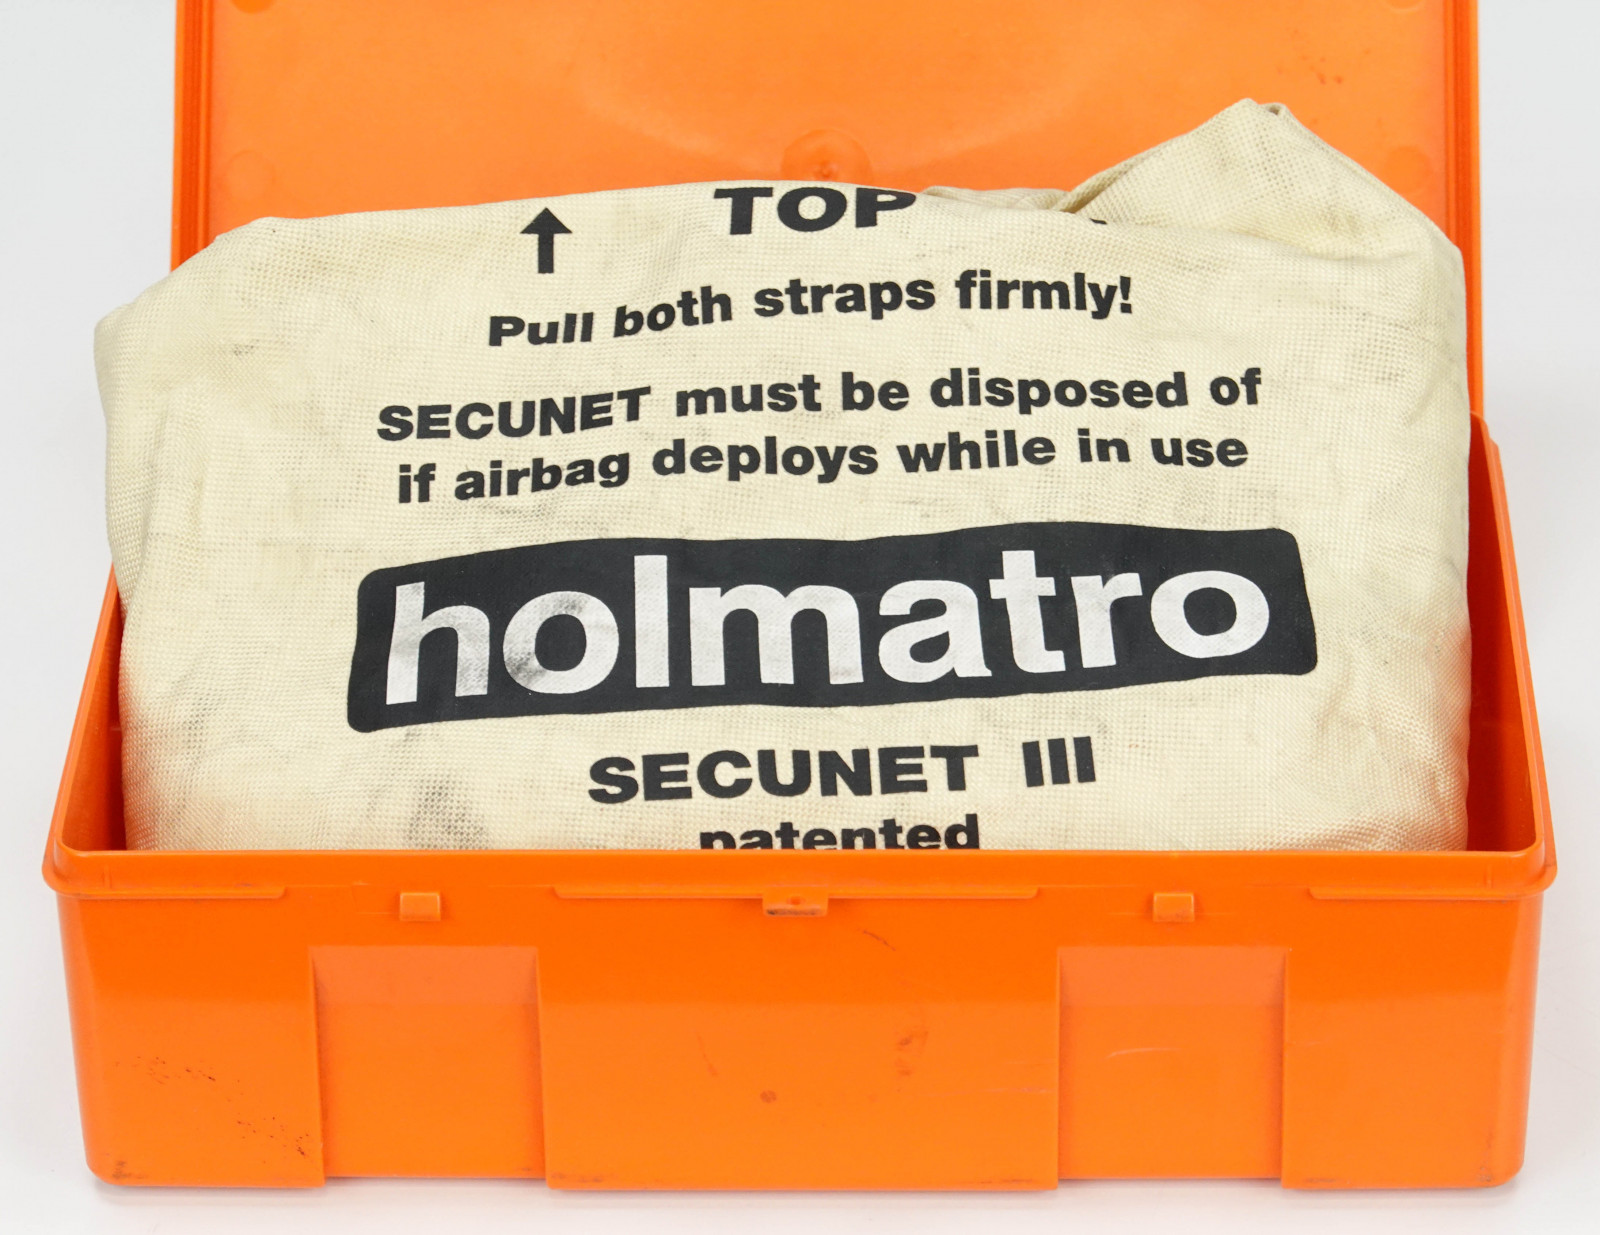 TOP
Pull both straps firmly!
SECUNET must be disposed of
if airbag deploys while in use
holmatro
SECUNET III
patented